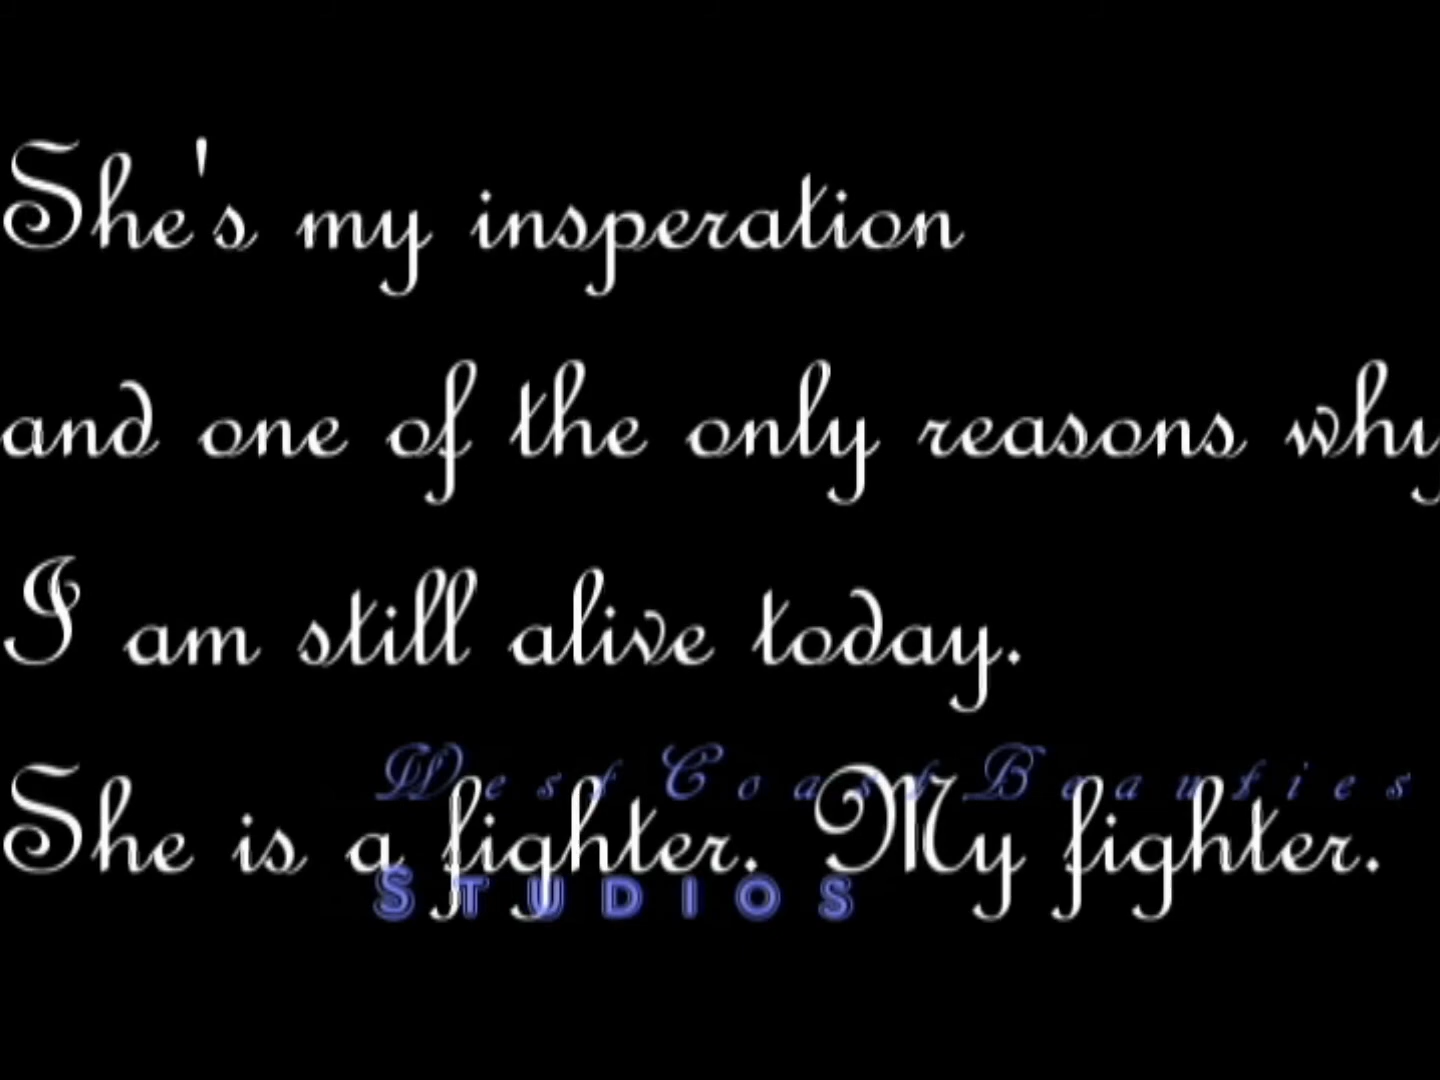 She's my insperation
and one of the only reasons why
I am still alive today.
West Coast Beauties
She is a fighter. My fighter.
STUDIOS